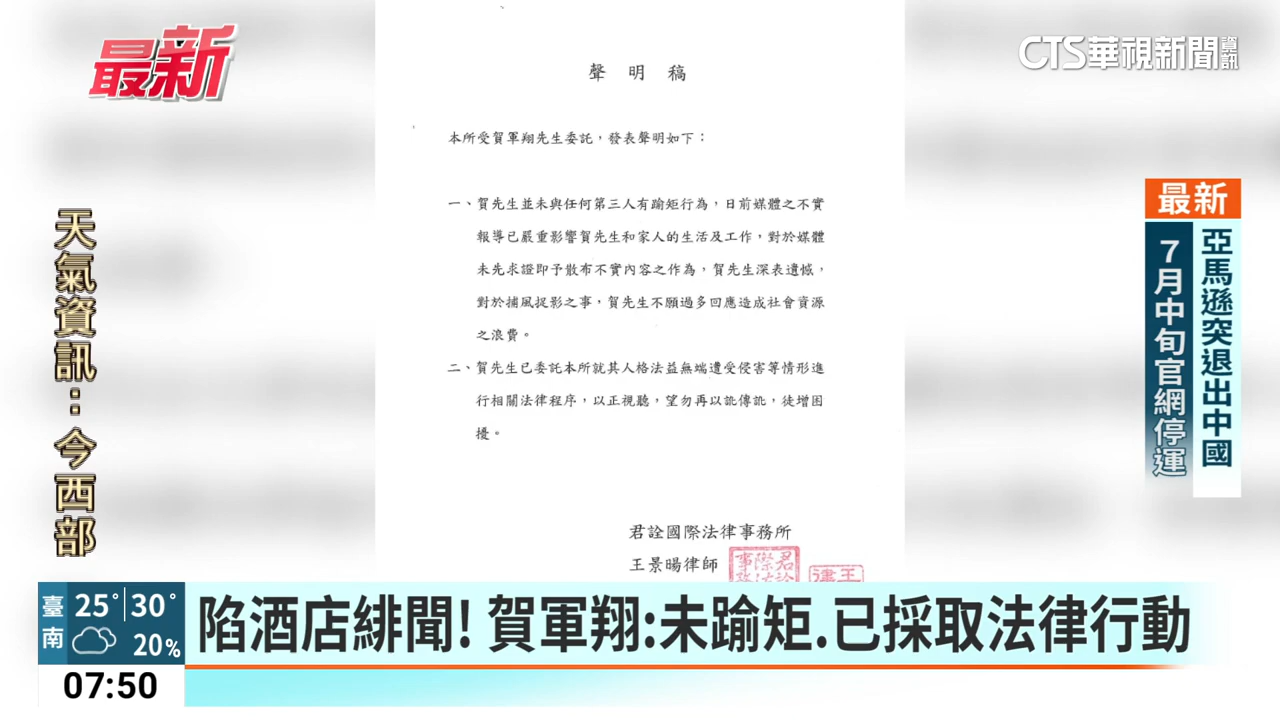 最新
CTS華視新聞資訊
聲明稿
本所受賀軍翔先生委託，發表聲明如下：
一、賀先生並未與任何第三人有踰矩行為，日前媒體之不實
報導已嚴重影響賀先生和家人的生活及工作，對於媒體
未先求證即予散布不實內容之作為，賀先生深表遺憾，
對於捕風捉影之事，賀先生不願過多回應造成社會資源
之浪費。
二、賀先生已委託本所就其人格法益無端遭受侵害等情形進
行相關法律程序，以正視聽，望勿再以訛傳訛，徒增困
擾。
君詮國際法律事務所
王景暘律師
天氣資訊：今西部
最新
亞馬遜突退出中國
7月中旬官網停運
臺南
25° 30°
20%
07:50
陷酒店緋聞! 賀軍翔:未踰矩.已採取法律行動